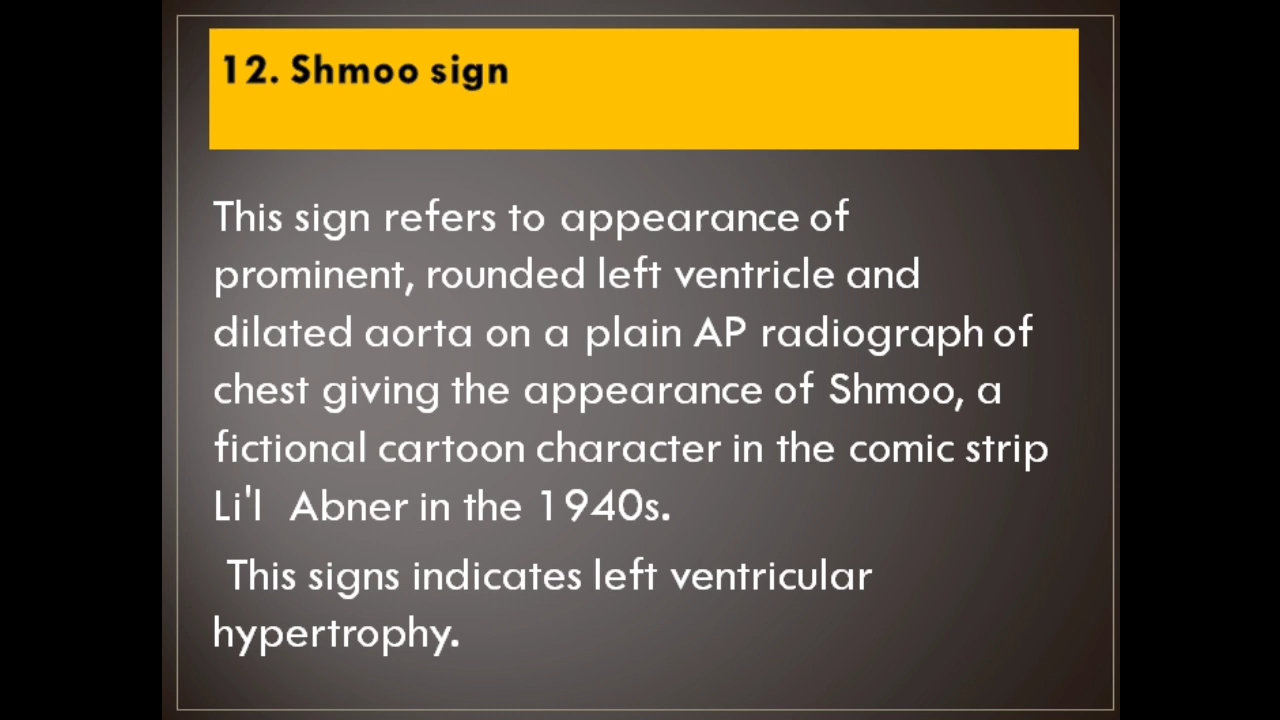 12. Shmoo sign
This sign refers to appearance of
prominent, rounded left ventricle and
dilated aorta on a plain AP radiograph of
chest giving the appearance of Shmoo, a
fictional cartoon character in the comic strip
Li'l Abner in the 1940s.
This signs indicates left ventricular
hypertrophy.